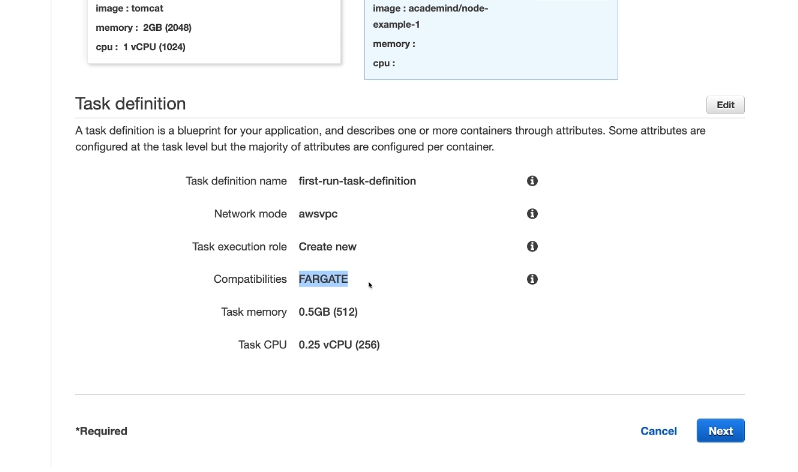 image : tomcat
memory : 2GB (2048)
cpu : 1 vCPU (1024)
image : academind/node-
example-1
memory :
cpu :
Task definition
Edit
A task definition is a blueprint for your application, and describes one or more containers through attributes. Some attributes are
configured at the task level but the majority of attributes are configured per container.
Task definition name first-run-task-definition
Network mode awsvpc
Task execution role Create new
Compatibilities FARGATE
Task memory 0.5GB (512)
Task CPU 0.25 vCPU (256)
*Required
Cancel
Next